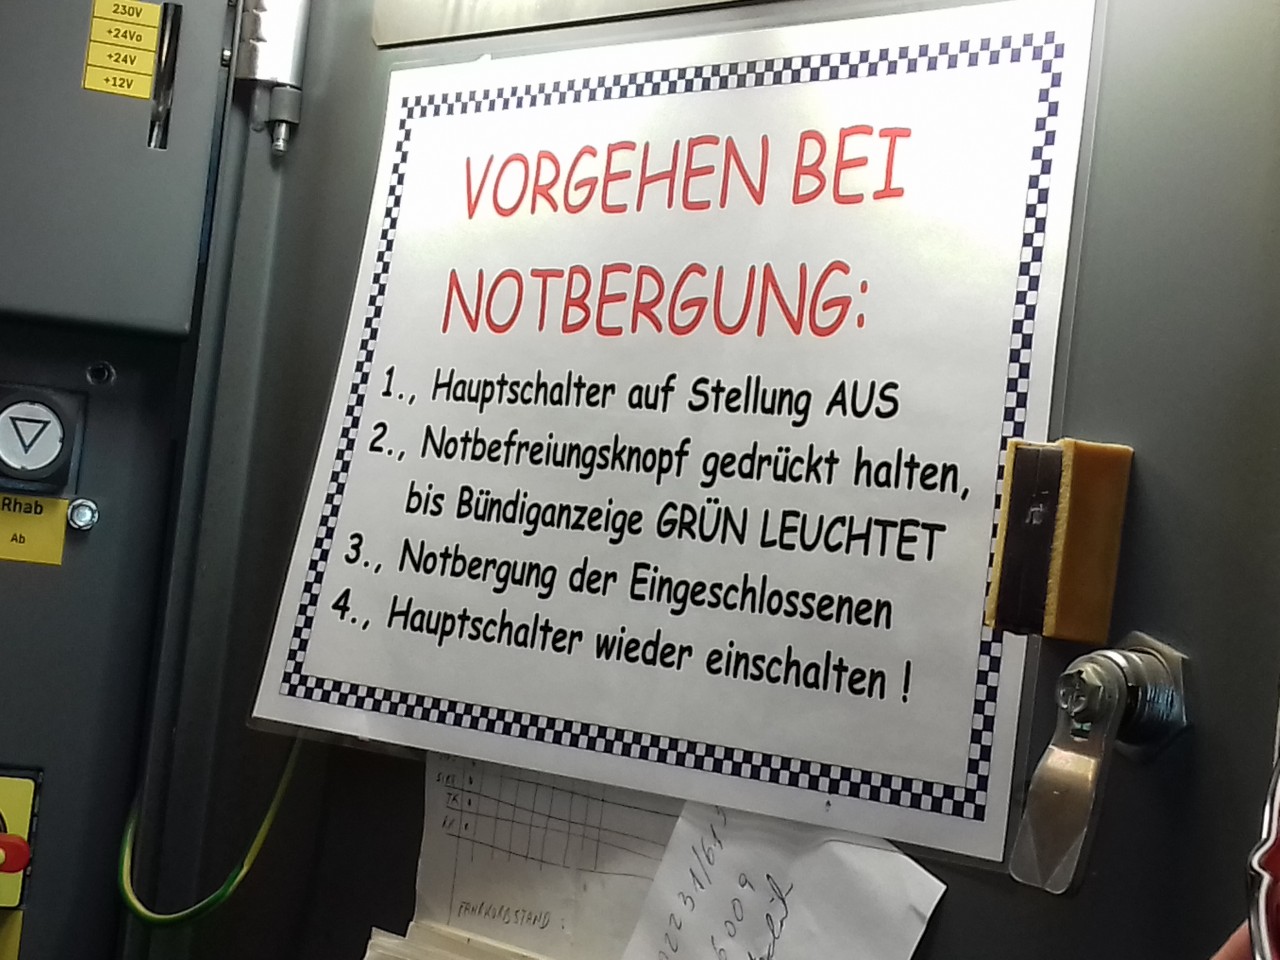 230V
+24Vo
+24V
+12V
VORGEHEN BEI
NOTBERGUNG:
1., Hauptschalter auf Stellung AUS
2., Notbefreiungsknopf gedrückt halten,
bis Bündiganzeige GRÜN LEUCHTET
3., Notbergung der Eingeschlossenen
4., Hauptschalter wieder einschalten !
Rhab
Ab
FAHRKORBSTAND: